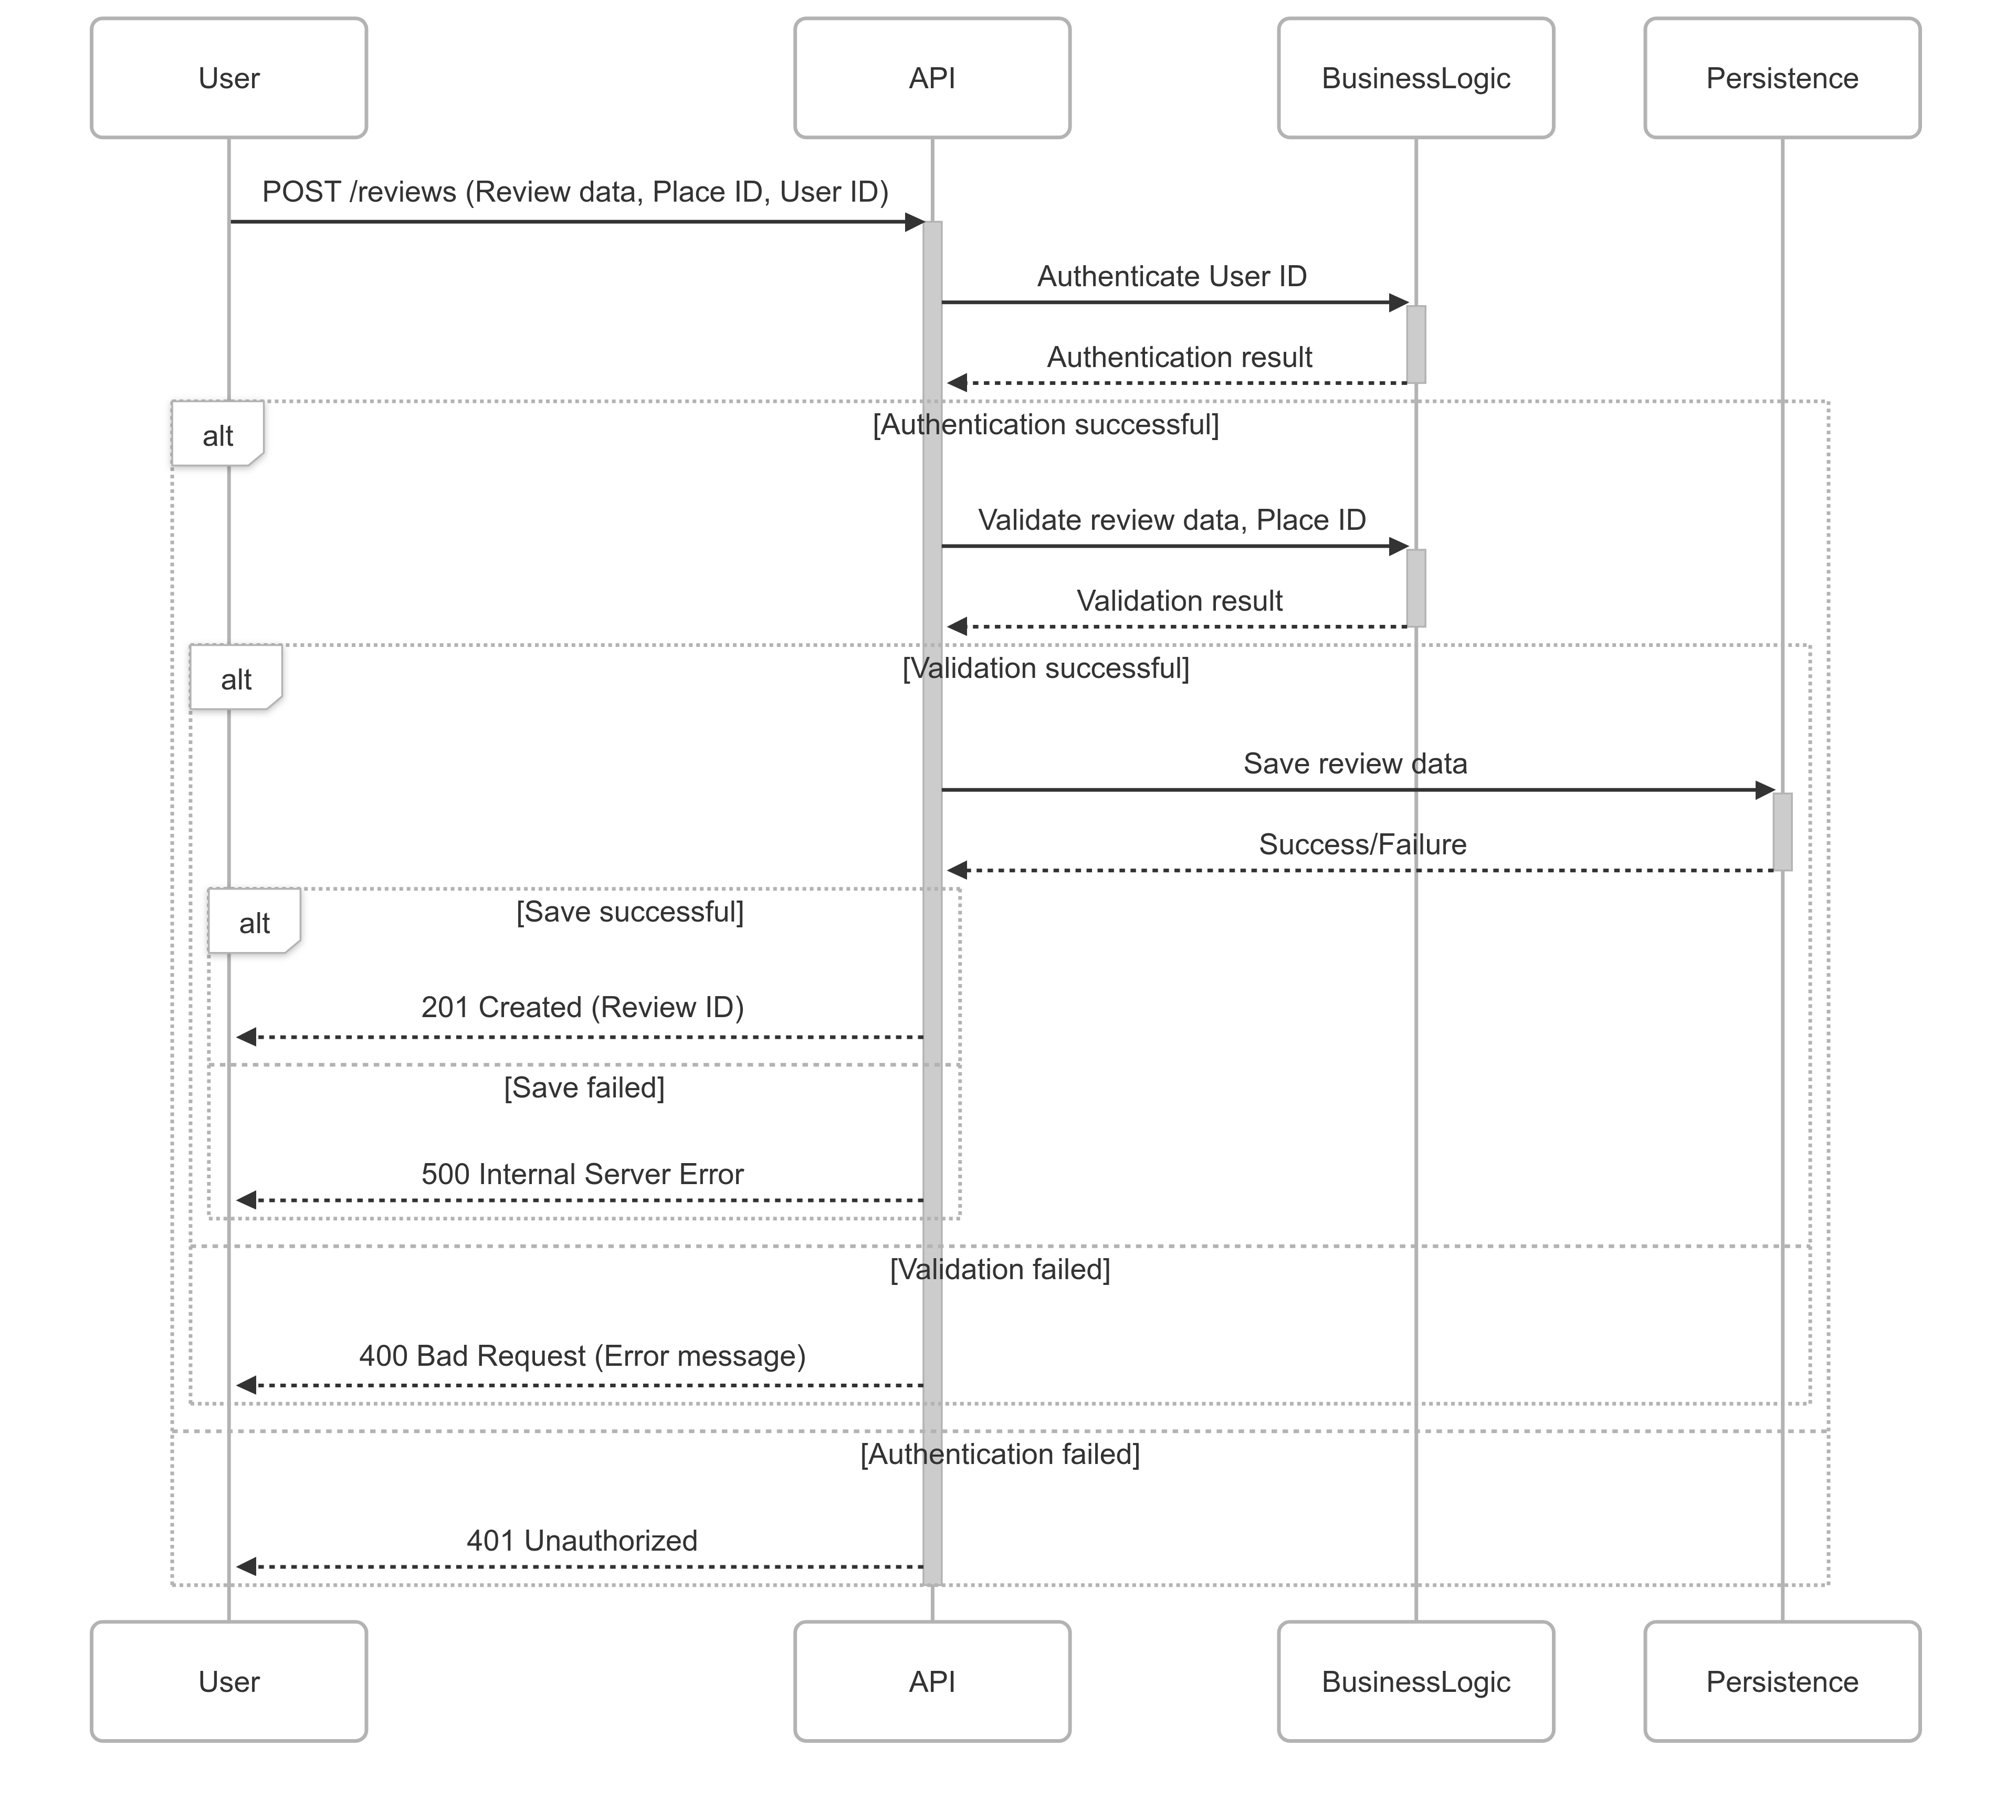 User
API
BusinessLogic
Persistence
POST /reviews (Review data, Place ID, User ID)
Authenticate User ID
Authentication result
alt
[Authentication successful]
Validate review data, Place ID
Validation result
alt
[Validation successful]
Save review data
Success/Failure
alt
[Save successful]
201 Created (Review ID)
[Save failed]
500 Internal Server Error
[Validation failed]
400 Bad Request (Error message)
[Authentication failed]
401 Unauthorized
User
API
BusinessLogic
Persistence